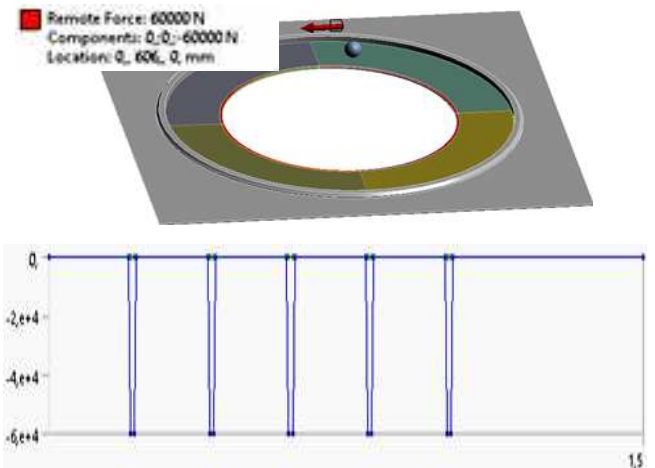 Remote Force: 60000 N
Components: 0,;0,;-60000 N
Location: 0,, 606,, 0, mm
0,
-2,e+4
-4,e+4
-6,e+4
1,5